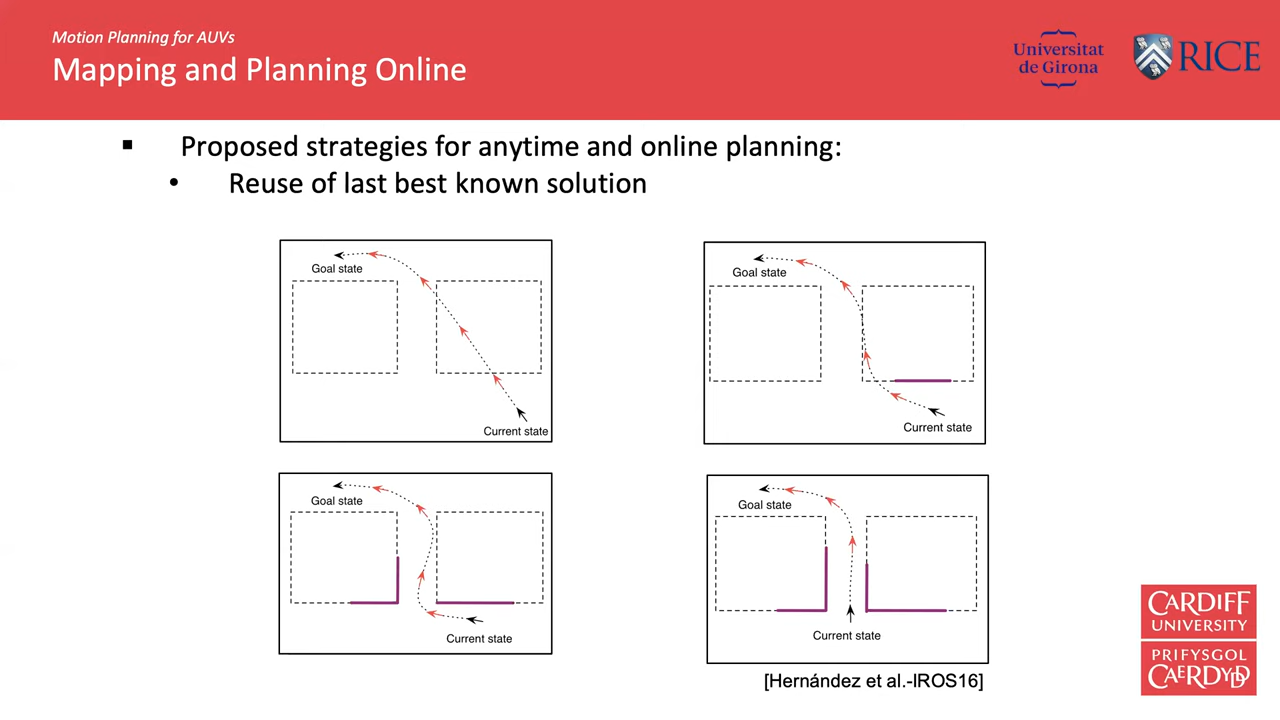 Motion Planning for AUVs
Mapping and Planning Online
Universitat
de Girona
RICE
▪ Proposed strategies for anytime and online planning:
• Reuse of last best known solution
Goal state
Current state
Goal state
Current state
Goal state
Current state
Goal state
Current state
[Hernández et al.-IROS16]
CARDIFF
UNIVERSITY
PRIFYSGOL
CAERDYDD